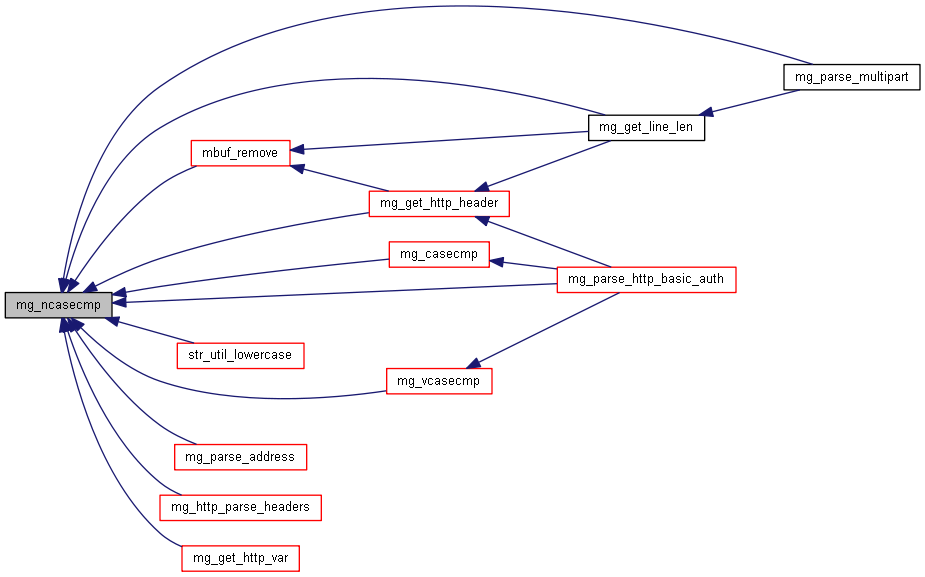 mg_parse_multipart
mg_get_line_len
mbuf_remove
mg_get_http_header
mg_casecmp
mg_parse_http_basic_auth
mg_ncasecmp
str_util_lowercase
mg_vcasecmp
mg_parse_address
mg_http_parse_headers
mg_get_http_var